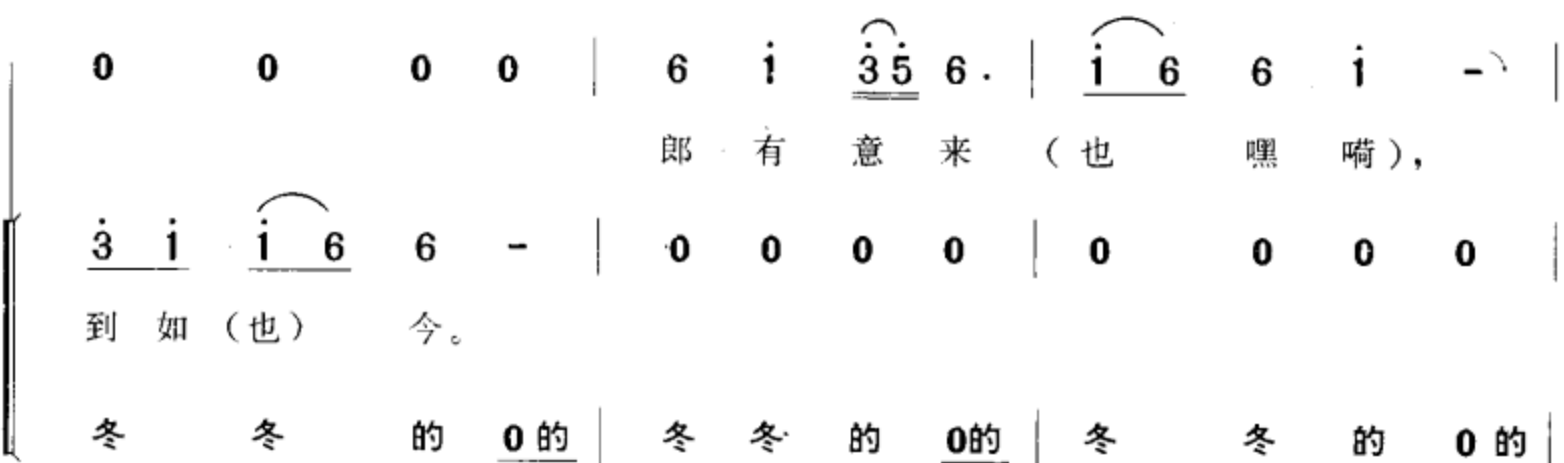 0 0 0 0 | 6 i̇ 3̇5̇ 6. | i̇ 6 6 i̇ - |
郎 有 意 来 （也 嘿 嗬），
3̇ i̇ i̇ 6 6 - | 0 0 0 0 | 0 0 0 0 |
到 如 （也） 今。
冬 冬 的 0 的 | 冬 冬 的 0的 | 冬 冬 的 0 的 |